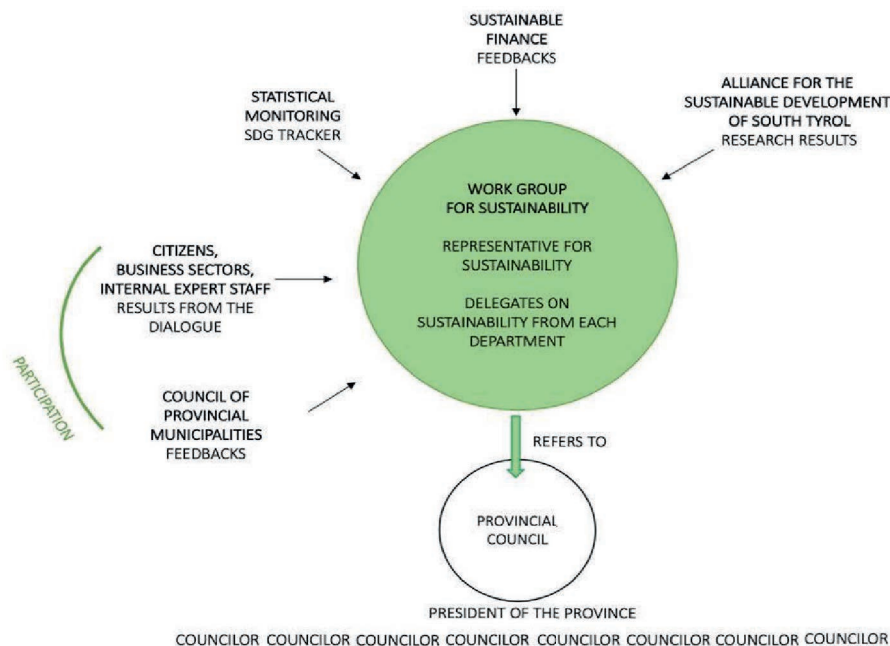 SUSTAINABLE
FINANCE
FEEDBACKS
STATISTICAL
MONITORING
SDG TRACKER
ALLIANCE FOR THE
SUSTAINABLE DEVELOPMENT
OF SOUTH TYROL
RESEARCH RESULTS
WORK GROUP
FOR SUSTAINABILITY
REPRESENTATIVE FOR
SUSTAINABILITY
DELEGATES ON
SUSTAINABILITY FROM EACH
DEPARTMENT
CITIZENS,
BUSINESS SECTORS,
INTERNAL EXPERT STAFF
RESULTS FROM THE
DIALOGUE
PARTICIPATION
COUNCIL OF
PROVINCIAL
MUNICIPALITIES
FEEDBACKS
REFERS TO
PROVINCIAL
COUNCIL
PRESIDENT OF THE PROVINCE
COUNCILOR COUNCILOR COUNCILOR COUNCILOR COUNCILOR COUNCILOR COUNCILOR COUNCILOR